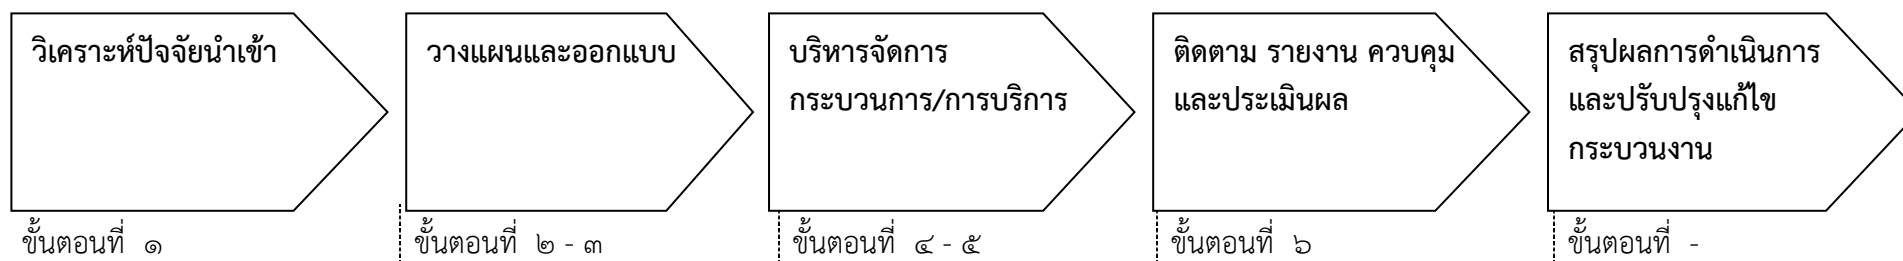 วิเคราะห์ปัจจัยนำเข้า
วางแผนและออกแบบ
บริหารจัดการ
กระบวนการ/การบริการ
ติดตาม รายงาน ควบคุม
และประเมินผล
สรุปผลการดำเนินการ
และปรับปรุงแก้ไข
กระบวนงาน
ขั้นตอนที่ ๑
ขั้นตอนที่ ๒ - ๓
ขั้นตอนที่ ๔ - ๕
ขั้นตอนที่ ๖
ขั้นตอนที่ -